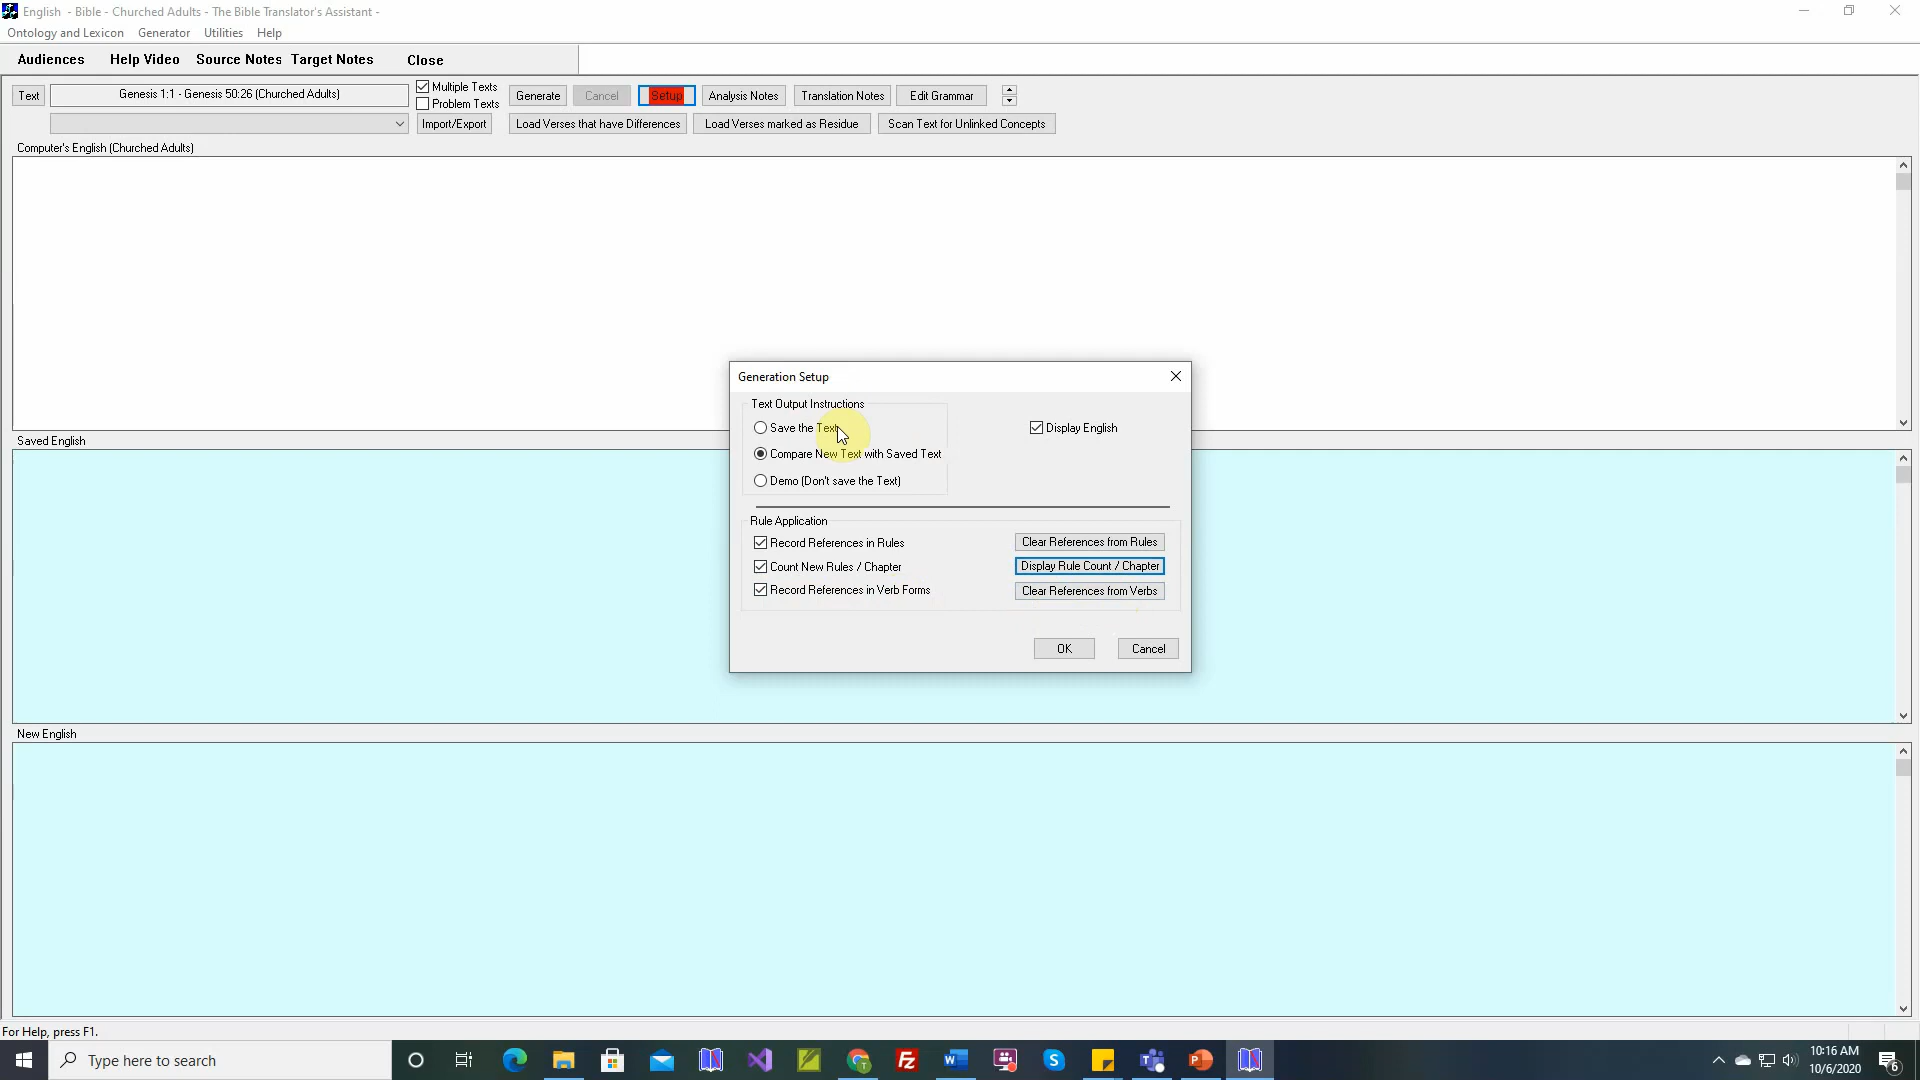 English - Bible - Churched Adults - The Bible Translator's Assistant -
Ontology and Lexicon Generator Utilities Help
Audiences Help Video Source Notes Target Notes Close
Text Genesis 1:1 - Genesis 50:26 (Churched Adults) Multiple Texts Generate Cancel Setup Analysis Notes Translation Notes Edit Grammar
Problem Texts
Import/Export Load Verses that have Differences Load Verses marked as Residue Scan Text for Unlinked Concepts
Computer's English (Churched Adults)
Generation Setup
Text Output Instructions
Save the Text Display English
Saved English
Compare New Text with Saved Text
Demo (Don't save the Text)
Rule Application
Record References in Rules Clear References from Rules
Count New Rules / Chapter Display Rule Count / Chapter
Record References in Verb Forms Clear References from Verbs
OK Cancel
New English
For Help, press F1.
Type here to search
10:16 AM
10/6/2020
6